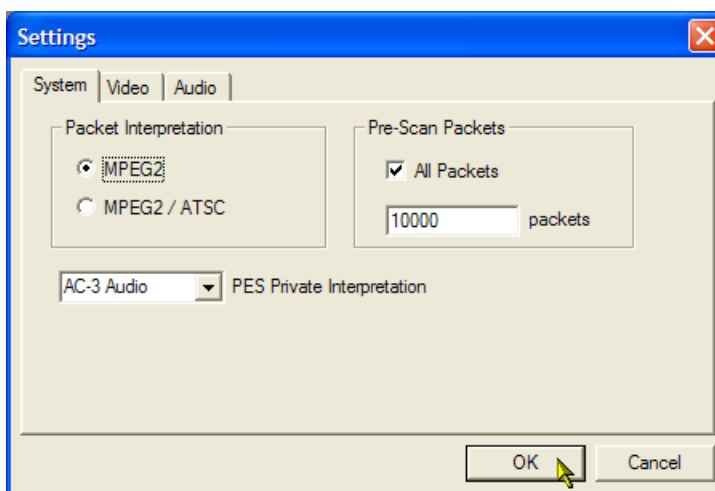 Settings
System Video Audio
Packet Interpretation Pre-Scan Packets
MPEG2 All Packets
MPEG2 / ATSC 10000 packets
AC-3 Audio PES Private Interpretation
OK Cancel